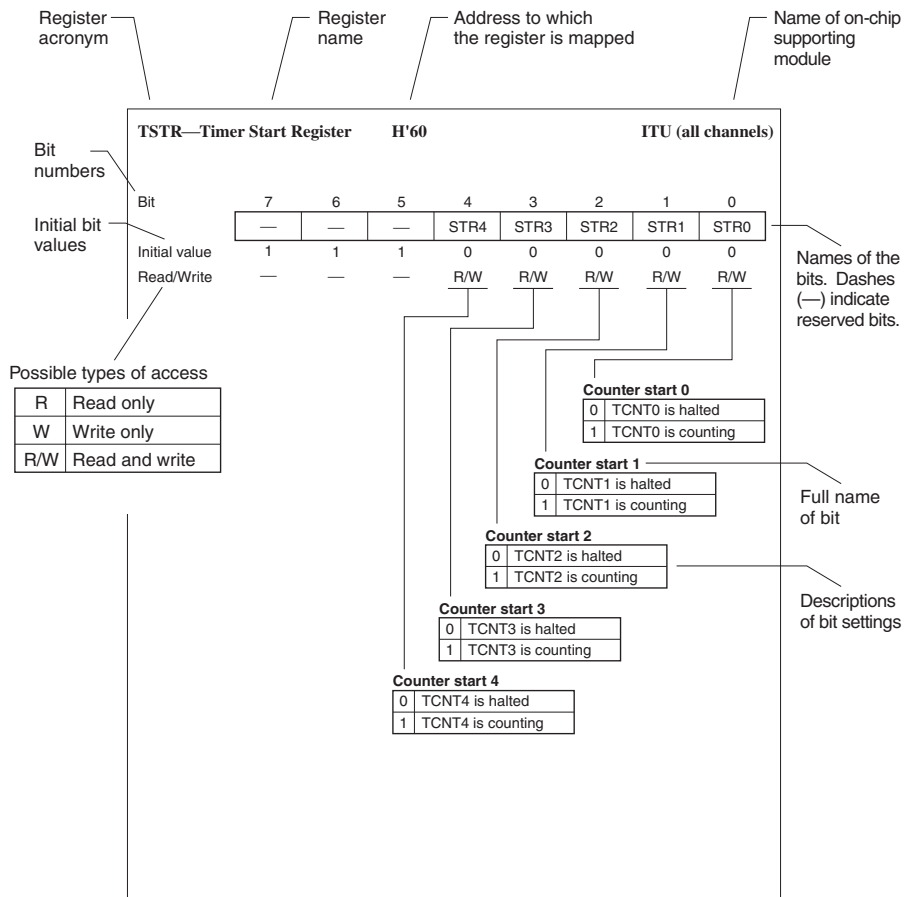 Register
acronym
Register
name
Address to which
the register is mapped
Name of on-chip
supporting
module
TSTR—Timer Start Register H'60 ITU (all channels)
Bit
numbers
Bit 7 6 5 4 3 2 1 0
Initial bit
values
— — — STR4 STR3 STR2 STR1 STR0
Initial value 1 1 1 0 0 0 0 0
Read/Write — — — R/W R/W R/W R/W R/W
Names of the
bits. Dashes
(—) indicate
reserved bits.
Possible types of access
R Read only
W Write only
R/W Read and write
Counter start 0
0 TCNT0 is halted
1 TCNT0 is counting
Counter start 1
0 TCNT1 is halted
1 TCNT1 is counting
Full name
of bit
Counter start 2
0 TCNT2 is halted
1 TCNT2 is counting
Descriptions
of bit settings
Counter start 3
0 TCNT3 is halted
1 TCNT3 is counting
Counter start 4
0 TCNT4 is halted
1 TCNT4 is counting